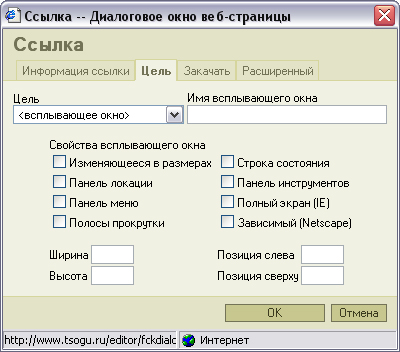 Ссылка -- Диалоговое окно веб-страницы
Ссылка
Информация ссылки Цель Закачать Расширенный
Цель Имя всплывающего окна
<всплывающее окно>
Свойства всплывающего окна
Изменяющееся в размерах Строка состояния
Панель локации Панель инструментов
Панель меню Полный экран (IE)
Полосы прокрутки Зависимый (Netscape)
Ширина Позиция слева
Высота Позиция сверху
OK Отмена
http://www.tsogu.ru/editor/fckdialc Интернет